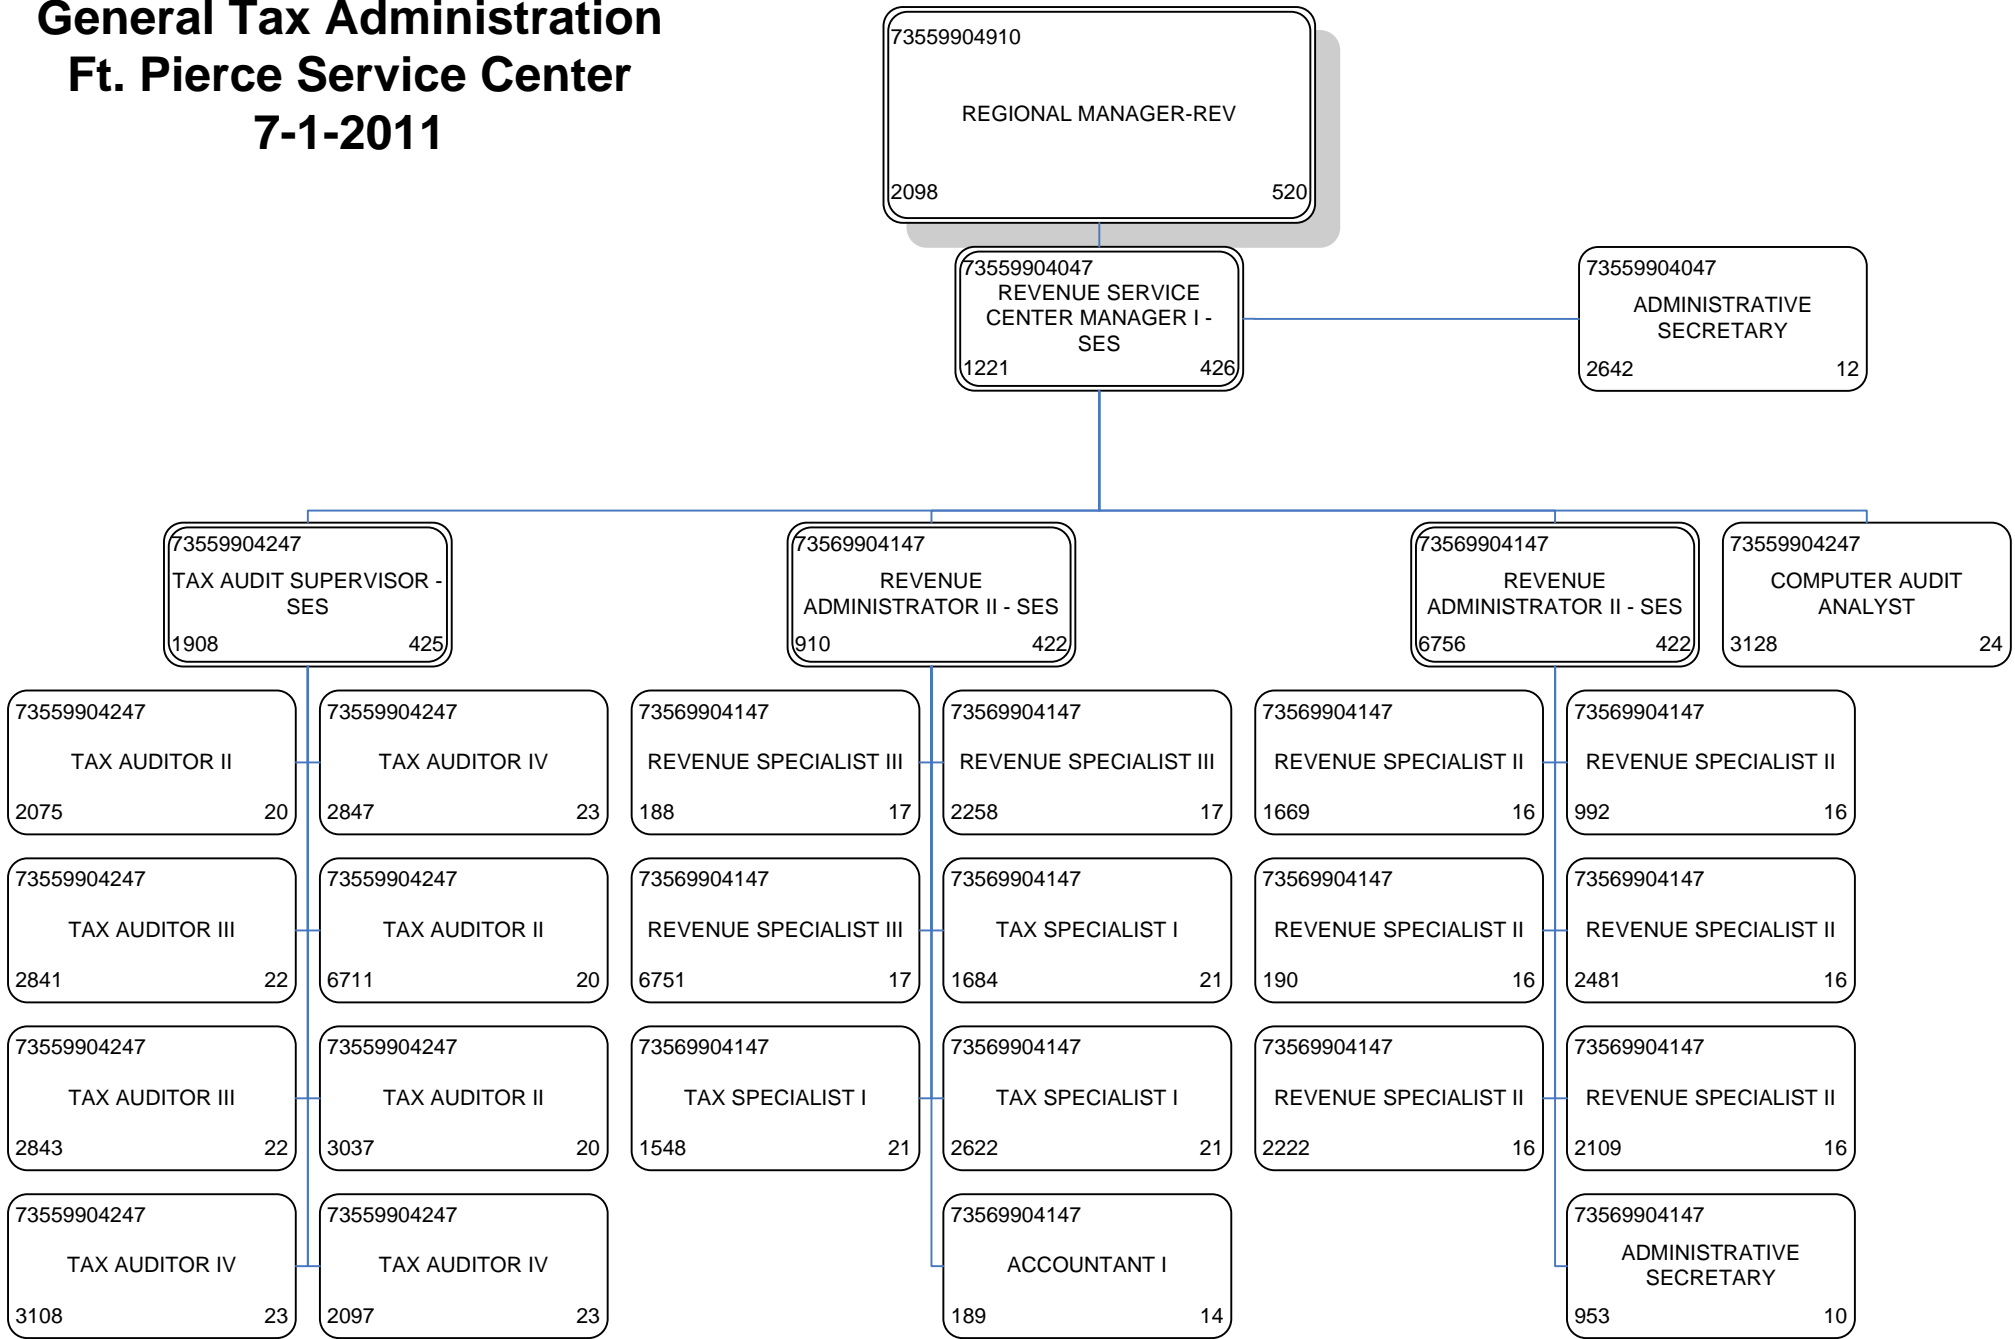 General Tax Administration
Ft. Pierce Service Center
7-1-2011
73559904910
REGIONAL MANAGER-REV
2098 520
73559904047
REVENUE SERVICE
CENTER MANAGER I -
SES
1221 426
73559904047
ADMINISTRATIVE
SECRETARY
2642 12
73559904247
TAX AUDIT SUPERVISOR -
SES
1908 425
73569904147
REVENUE
ADMINISTRATOR II - SES
910 422
73569904147
REVENUE
ADMINISTRATOR II - SES
6756 422
73559904247
COMPUTER AUDIT
ANALYST
3128 24
73559904247
TAX AUDITOR II
2075 20
73559904247
TAX AUDITOR IV
2847 23
73569904147
REVENUE SPECIALIST III
188 17
73569904147
REVENUE SPECIALIST III
2258 17
73569904147
REVENUE SPECIALIST II
1669 16
73569904147
REVENUE SPECIALIST II
992 16
73559904247
TAX AUDITOR III
2841 22
73559904247
TAX AUDITOR II
6711 20
73569904147
REVENUE SPECIALIST III
6751 17
73569904147
TAX SPECIALIST I
1684 21
73569904147
REVENUE SPECIALIST II
190 16
73569904147
REVENUE SPECIALIST II
2481 16
73559904247
TAX AUDITOR III
2843 22
73559904247
TAX AUDITOR II
3037 20
73569904147
TAX SPECIALIST I
1548 21
73569904147
TAX SPECIALIST I
2622 21
73569904147
REVENUE SPECIALIST II
2222 16
73569904147
REVENUE SPECIALIST II
2109 16
73559904247
TAX AUDITOR IV
3108 23
73559904247
TAX AUDITOR IV
2097 23
73569904147
ACCOUNTANT I
189 14
73569904147
ADMINISTRATIVE
SECRETARY
953 10